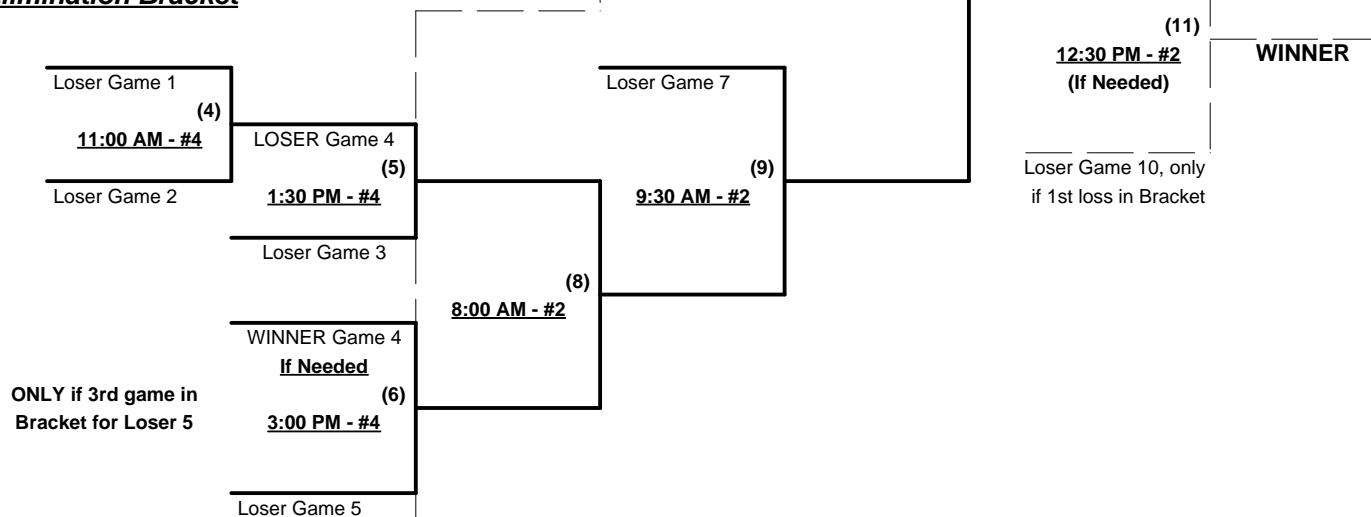 (11)
12:30 PM - #2
WINNER
(If Needed)
Loser Game 1
Loser Game 7
(4)
11:00 AM - #4
LOSER Game 4
(5)
(9)
Loser Game 10, only
if 1st loss in Bracket
Loser Game 2
1:30 PM - #4
9:30 AM - #2
Loser Game 3
(8)
8:00 AM - #2
WINNER Game 4
If Needed
ONLY if 3rd game in
Bracket for Loser 5
(6)
3:00 PM - #4
Loser Game 5